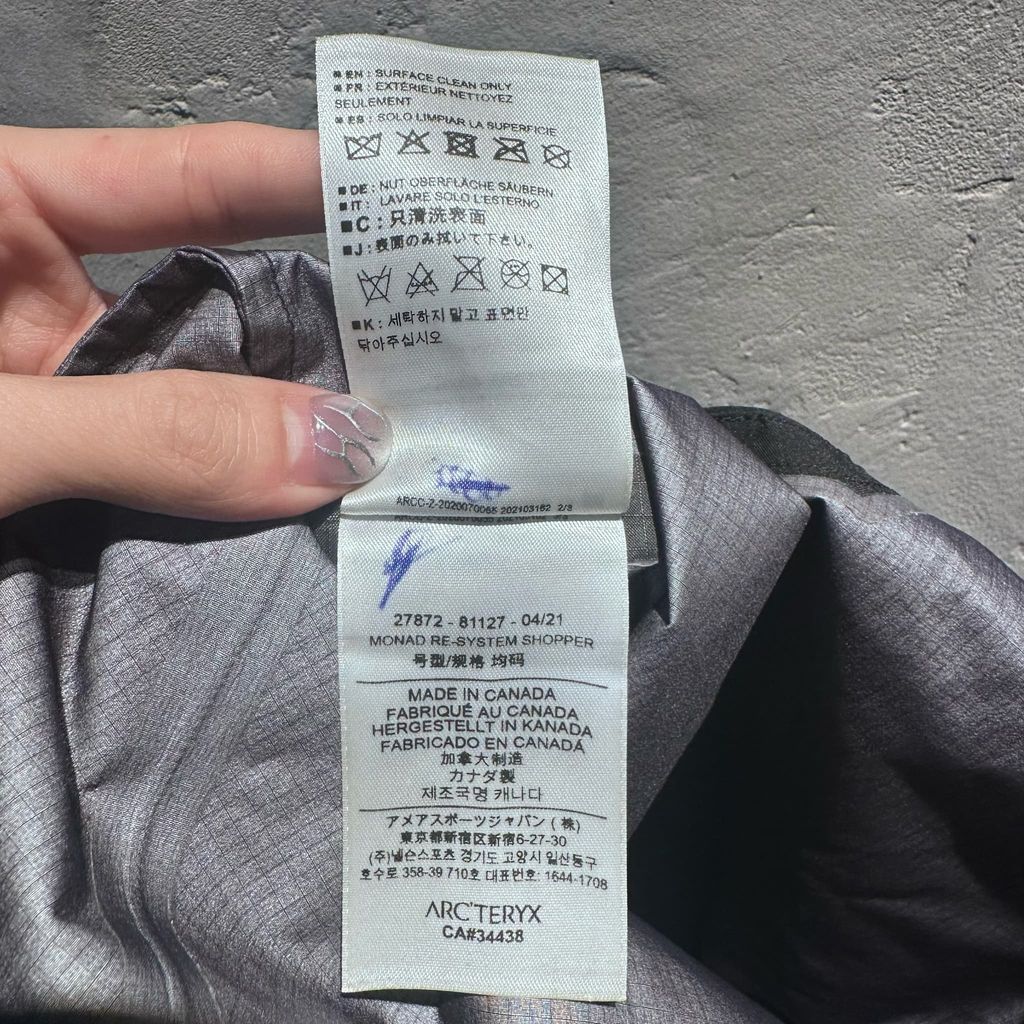 ■ EN : SURFACE CLEAN ONLY
■ FR : EXTÉRIEUR NETTOYEZ
SEULEMENT
■ ES : SOLO LIMPIAR LA SUPERFICIE
■ DE : NUT OBERFLÄCHE SÄUBERN
■ IT : LAVARE SOLO L'ESTERNO
■ C : 只清洗表面
■ J : 表面のみ拭いて下さい。
■ K : 세탁하지 말고 표면만
닦아주십시오
ARCC-Z-2020070065 202103162 2/3
27872 - 81127 - 04/21
MONAD RE-SYSTEM SHOPPER
号型/规格 均码
MADE IN CANADA
FABRIQUÉ AU CANADA
HERGESTELLT IN KANADA
FABRICADO EN CANADÁ
加拿大制造
カナダ製
제조국명 캐나다
アメアスポーツジャパン ( 株 )
東京都新宿区新宿6-27-30
(주)넬슨스포츠 경기도 고양시 일산동구
호수로 358-39 710호 대표번호: 1644-1708
ARC'TERYX
CA#34438